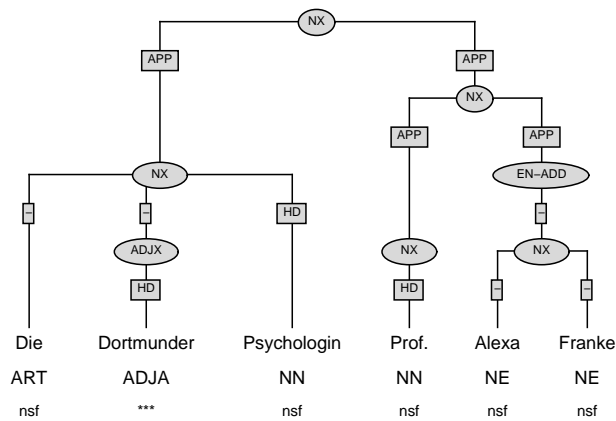 NX
APP APP
NX
APP APP
NX EN–ADD
– – HD –
ADJX NX NX
HD HD – –
Die Dortmunder Psychologin Prof. Alexa Franke
ART ADJA NN NN NE NE
nsf *** nsf nsf nsf nsf